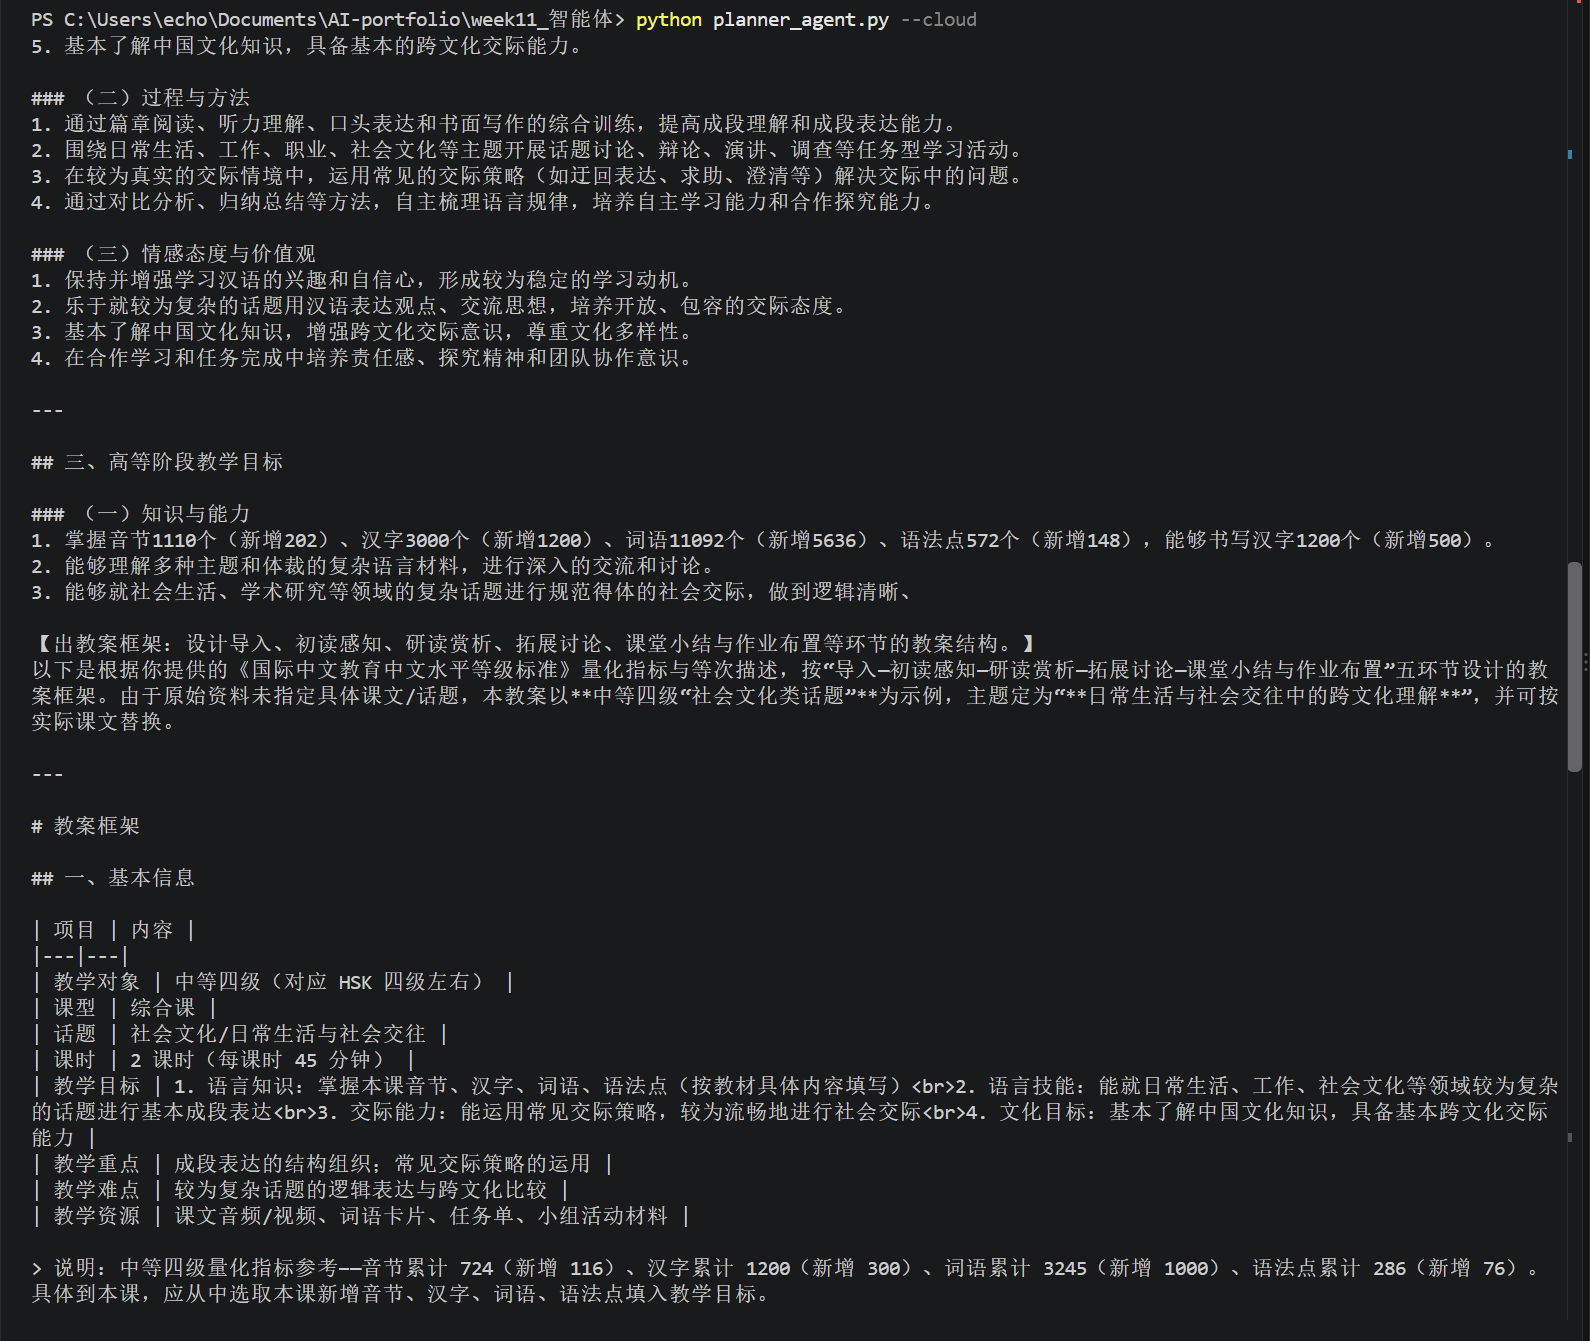 PS C:\Users\echo\Documents\AI-portfolio\week11_智能体> python planner_agent.py --cloud
5. 基本了解中国文化知识，具备基本的跨文化交际能力。
### （二）过程与方法
1. 通过篇章阅读、听力理解、口头表达和书面写作的综合训练，提高成段理解和成段表达能力。
2. 围绕日常生活、工作、职业、社会文化等主题开展话题讨论、辩论、演讲、调查等任务型学习活动。
3. 在较为真实的交际情境中，运用常见的交际策略（如迂回表达、求助、澄清等）解决交际中的问题。
4. 通过对比分析、归纳总结等方法，自主梳理语言规律，培养自主学习能力和合作探究能力。
### （三）情感态度与价值观
1. 保持并增强学习汉语的兴趣和自信心，形成较为稳定的学习动机。
2. 乐于就较为复杂的话题用汉语表达观点、交流思想，培养开放、包容的交际态度。
3. 基本了解中国文化知识，增强跨文化交际意识，尊重文化多样性。
4. 在合作学习和任务完成中培养责任感、探究精神和团队协作意识。
---
## 三、高等阶段教学目标
### （一）知识与能力
1. 掌握音节1110个（新增202）、汉字3000个（新增1200）、词语11092个（新增5636）、语法点572个（新增148），能够书写汉字1200个（新增500）。
2. 能够理解多种主题和体裁的复杂语言材料，进行深入的交流和讨论。
3. 能够就社会生活、学术研究等领域的复杂话题进行规范得体的社会交际，做到逻辑清晰、
【出教案框架：设计导入、初读感知、研读赏析、拓展讨论、课堂小结与作业布置等环节的教案结构。】
以下是根据你提供的《国际中文教育中文水平等级标准》量化指标与等次描述，按“导入—初读感知—研读赏析—拓展讨论—课堂小结与作业布置”五环节设计的教
案框架。由于原始资料未指定具体课文/话题，本教案以**中等四级“社会文化类话题”**为示例，主题定为“**日常生活与社会交往中的跨文化理解**”，并可按
实际课文替换。
---
# 教案框架
## 一、基本信息
| 项目 | 内容 |
|---|---|
| 教学对象 | 中等四级（对应 HSK 四级左右） |
| 课型 | 综合课 |
| 话题 | 社会文化/日常生活与社会交往 |
| 课时 | 2 课时（每课时 45 分钟） |
| 教学目标 | 1. 语言知识：掌握本课音节、汉字、词语、语法点（按教材具体内容填写）<br>2. 语言技能：能就日常生活、工作、社会文化等领域较为复杂
的话题进行基本成段表达<br>3. 交际能力：能运用常见交际策略，较为流畅地进行社会交际<br>4. 文化目标：基本了解中国文化知识，具备基本跨文化交际
能力 |
| 教学重点 | 成段表达的结构组织；常见交际策略的运用 |
| 教学难点 | 较为复杂话题的逻辑表达与跨文化比较 |
| 教学资源 | 课文音频/视频、词语卡片、任务单、小组活动材料 |
> 说明：中等四级量化指标参考——音节累计 724（新增 116）、汉字累计 1200（新增 300）、词语累计 3245（新增 1000）、语法点累计 286（新增 76）。
具体到本课，应从中选取本课新增音节、汉字、词语、语法点填入教学目标。